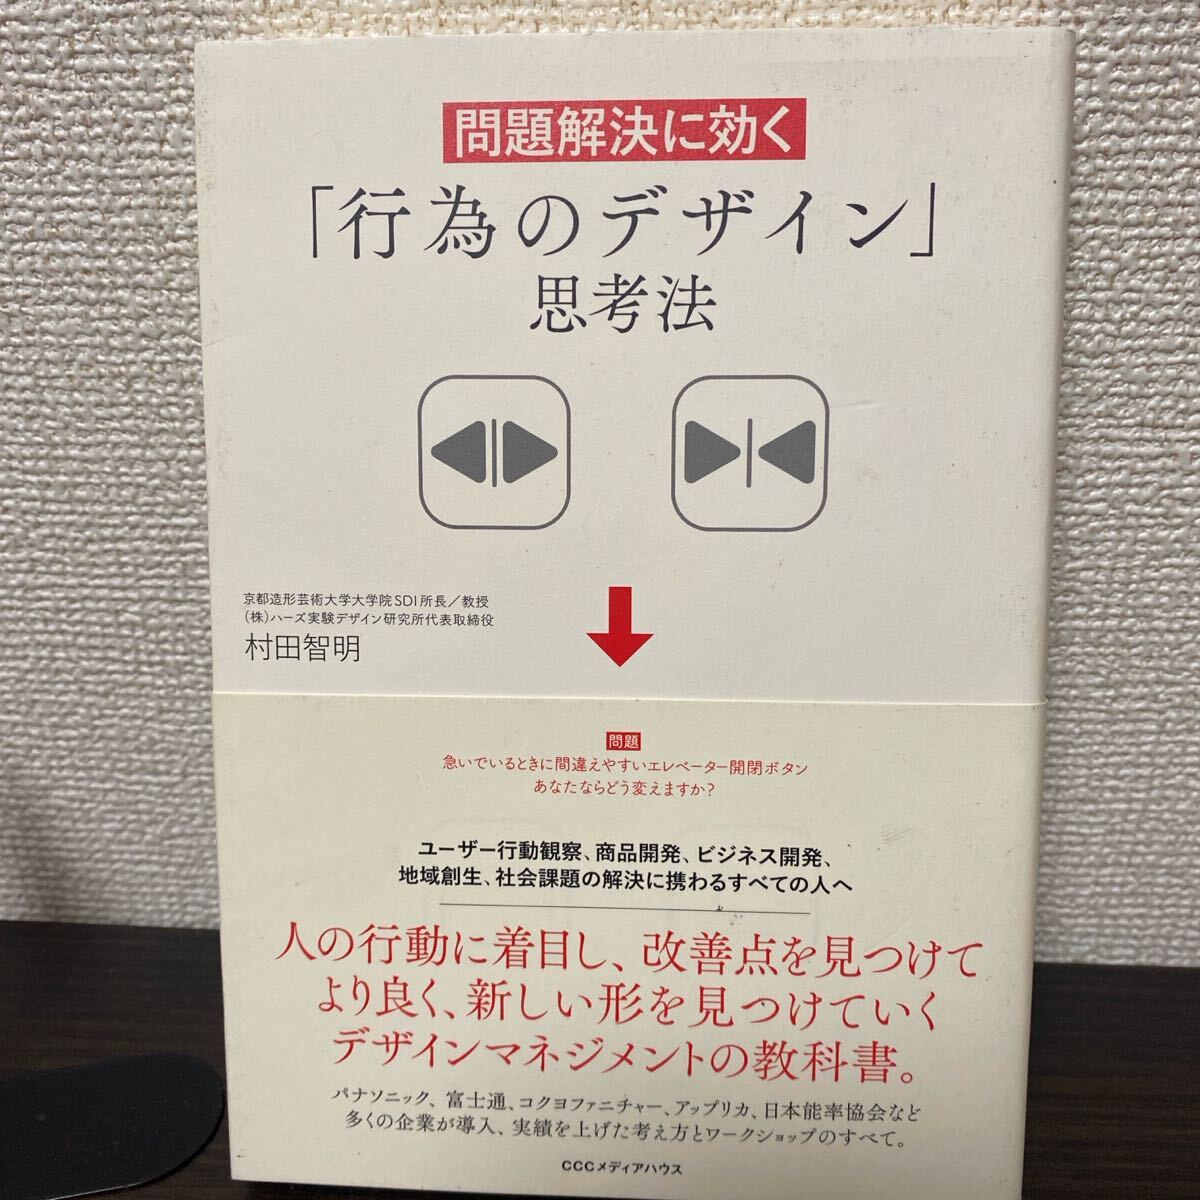 問題解決に効く
「行為のデザイン」
思考法
京都造形芸術大学大学院SDI所長／教授
(株)ハーズ実験デザイン研究所代表取締役
村田智明
問題
急いでいるときに間違えやすいエレベーター開閉ボタン
あなたならどう変えますか?
ユーザー行動観察、商品開発、ビジネス開発、
地域創生、社会課題の解決に携わるすべての人へ
人の行動に着目し、改善点を見つけて
より良く、新しい形を見つけていく
デザインマネジメントの教科書。
パナソニック、富士通、コクヨファニチャー、アップリカ、日本能率協会など
多くの企業が導入、実績を上げた考え方とワークショップのすべて。
CCCメディアハウス